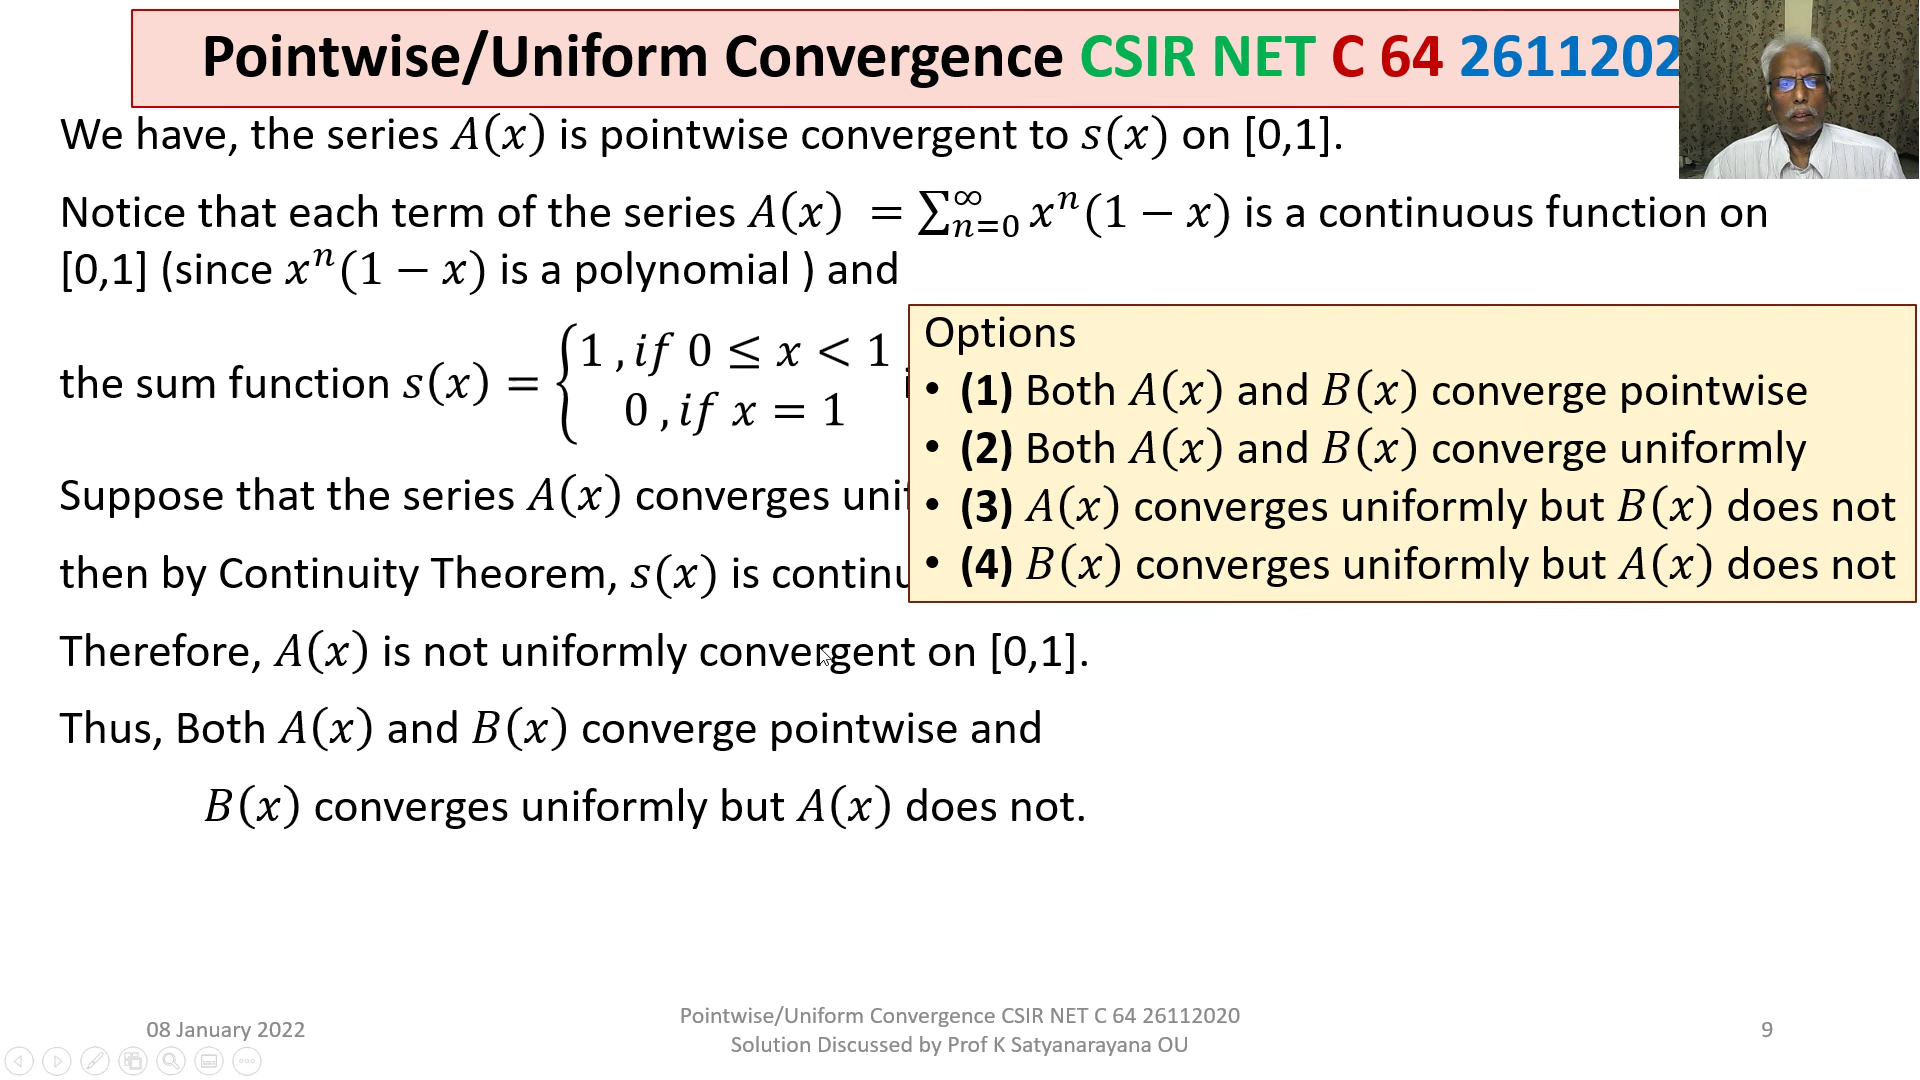 Pointwise/Uniform Convergence CSIR NET C 64 2611202
We have, the series A(x) is pointwise convergent to s(x) on [0,1].
Notice that each term of the series A(x) = ∑_{n=0}^{∞} xⁿ(1 − x) is a continuous function on
[0,1] (since xⁿ(1 − x) is a polynomial ) and
the sum function s(x) = { 1 , if 0 ≤ x < 1
0 , if x = 1
Suppose that the series A(x) converges
then by Continuity Theorem, s(x) is
Therefore, A(x) is not uniformly convergent on [0,1].
Thus, Both A(x) and B(x) converge pointwise and
B(x) converges uniformly but A(x) does not.
Options
• (1) Both A(x) and B(x) converge pointwise
• (2) Both A(x) and B(x) converge uniformly
• (3) A(x) converges uniformly but B(x) does not
• (4) B(x) converges uniformly but A(x) does not
08 January 2022
Pointwise/Uniform Convergence CSIR NET C 64 26112020
Solution Discussed by Prof K Satyanarayana OU
9